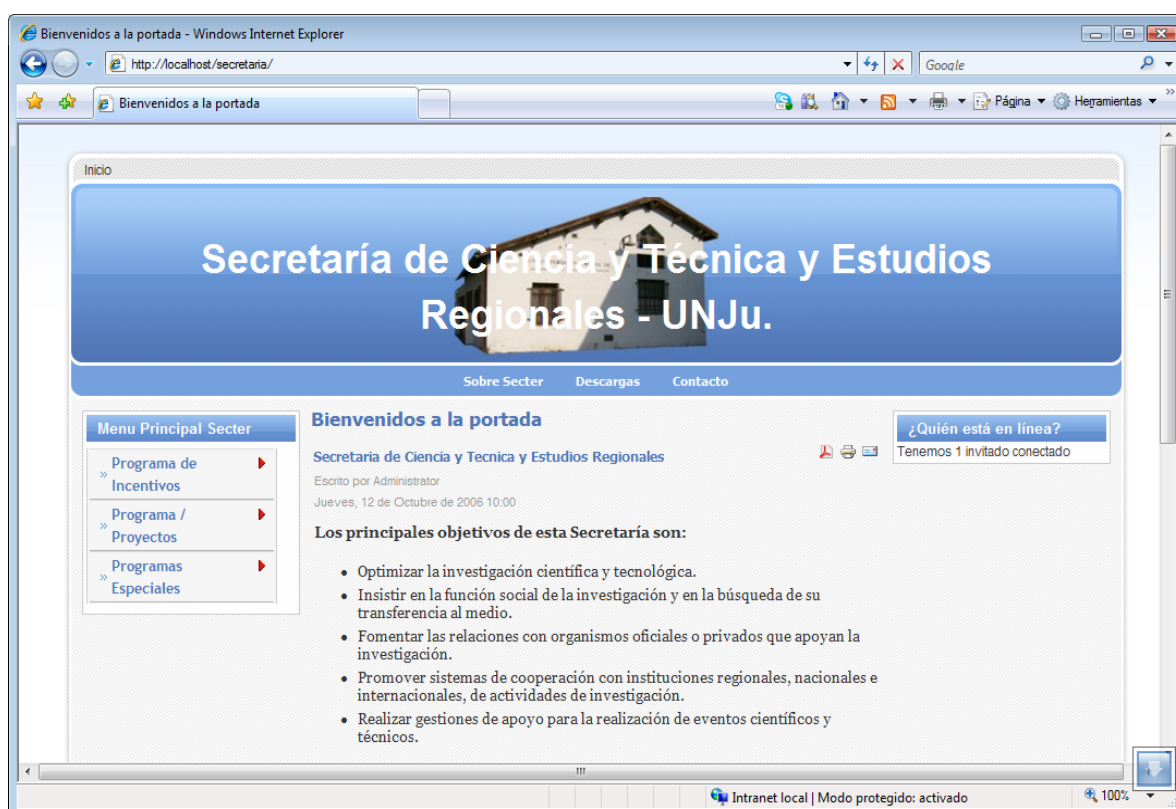 Bienvenidos a la portada - Windows Internet Explorer
http://localhost/secretaria/
Google
Bienvenidos a la portada
Página
Herramientas
Inicio
Secretaría de Ciencia y Técnica y Estudios
Regionales - UNJu.
Sobre Secter Descargas Contacto
Menu Principal Secter
» Programa de
Incentivos
» Programa /
Proyectos
» Programas
Especiales
Bienvenidos a la portada
Secretaria de Ciencia y Tecnica y Estudios Regionales
Escrito por Administrator
Jueves, 12 de Octubre de 2006 10:00
Los principales objetivos de esta Secretaría son:
• Optimizar la investigación científica y tecnológica.
• Insistir en la función social de la investigación y en la búsqueda de su
transferencia al medio.
• Fomentar las relaciones con organismos oficiales o privados que apoyan la
investigación.
• Promover sistemas de cooperación con instituciones regionales, nacionales e
internacionales, de actividades de investigación.
• Realizar gestiones de apoyo para la realización de eventos científicos y
técnicos.
¿Quién está en línea?
Tenemos 1 invitado conectado
Intranet local | Modo protegido: activado
100%